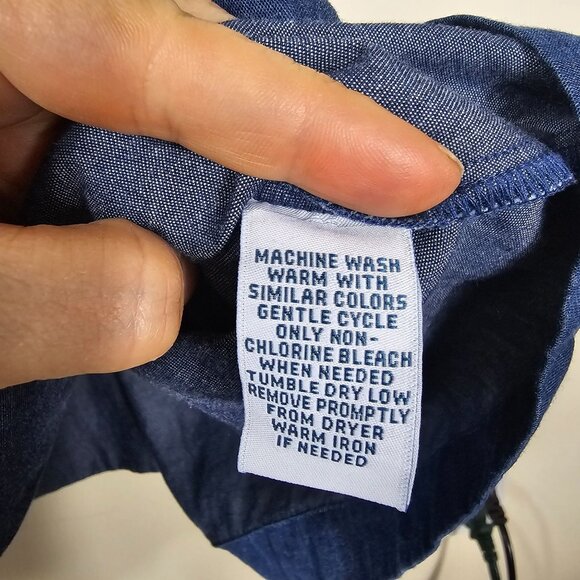 MACHINE WASH
WARM WITH
SIMILAR COLORS
GENTLE CYCLE
ONLY NON-
CHLORINE BLEACH
WHEN NEEDED
TUMBLE DRY LOW
REMOVE PROMPTLY
FROM DRYER
WARM IRON
IF NEEDED